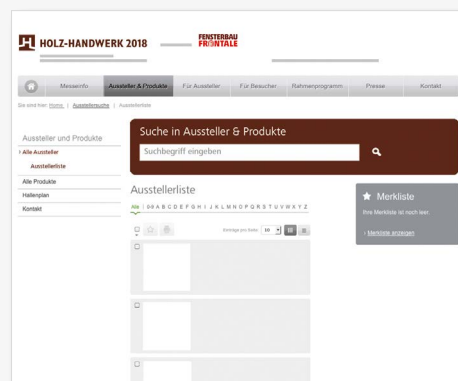 HOLZ-HANDWERK 2018
FENSTERBAU
FRONTALE
Messeinfo Aussteller & Produkte Für Aussteller Für Besucher Rahmenprogramm Presse Kontakt
Sie sind hier: Home | Ausstellersuche | Ausstellerliste
Aussteller und Produkte
Alle Aussteller
Ausstellerliste
Alle Produkte
Hallenplan
Kontakt
Suche in Aussteller & Produkte
Suchbegriff eingeben
Ausstellerliste
Alle | 0-9 A B C D E F G H I J K L M N O P Q R S T U V W X Y Z
Einträge pro Seite: 10
Merkliste
Ihre Merkliste ist noch leer.
› Merkliste anzeigen